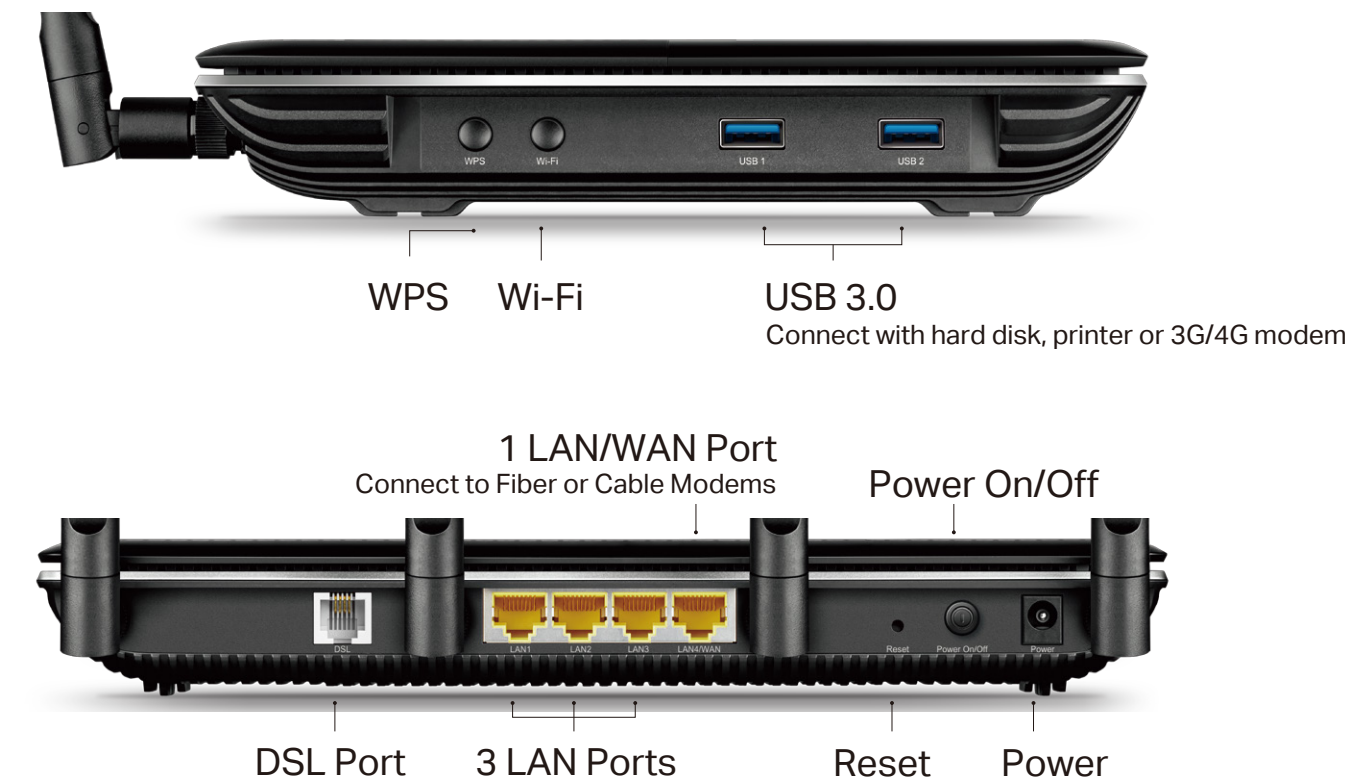 WPS Wi-Fi USB 1 USB 2
WPS Wi-Fi USB 3.0
Connect with hard disk, printer or 3G/4G modem
1 LAN/WAN Port
Connect to Fiber or Cable Modems
Power On/Off
DSL LAN1 LAN2 LAN3 LAN4/WAN Reset Power On/Off Power
DSL Port 3 LAN Ports Reset Power